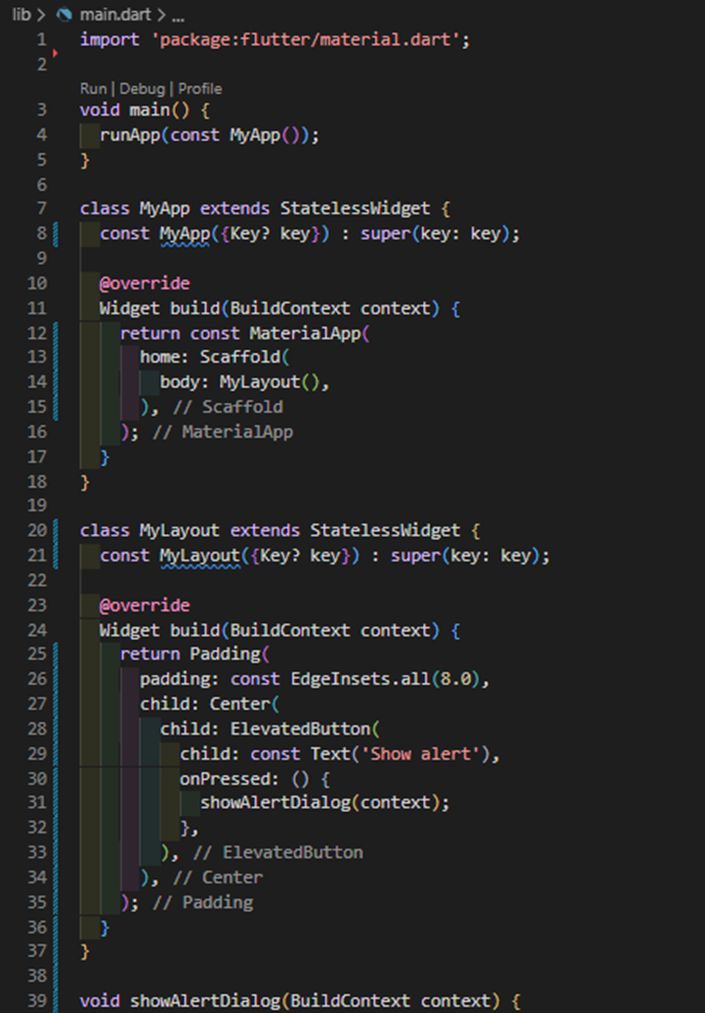 lib > main.dart > ...
1 import 'package:flutter/material.dart';
2
Run | Debug | Profile
3 void main() {
4   runApp(const MyApp());
5 }
6
7 class MyApp extends StatelessWidget {
8   const MyApp({Key? key}) : super(key: key);
9
10   @override
11   Widget build(BuildContext context) {
12     return const MaterialApp(
13       home: Scaffold(
14         body: MyLayout(),
15       ), // Scaffold
16     ); // MaterialApp
17   }
18 }
19
20 class MyLayout extends StatelessWidget {
21   const MyLayout({Key? key}) : super(key: key);
22
23   @override
24   Widget build(BuildContext context) {
25     return Padding(
26       padding: const EdgeInsets.all(8.0),
27       child: Center(
28         child: ElevatedButton(
29           child: const Text('Show alert'),
30           onPressed: () {
31             showAlertDialog(context);
32           },
33         ), // ElevatedButton
34       ), // Center
35     ); // Padding
36   }
37 }
38
39 void showAlertDialog(BuildContext context) {